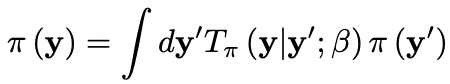 π (𝐲) = ∫ d𝐲′T_π (𝐲|𝐲′; β) π (𝐲′)